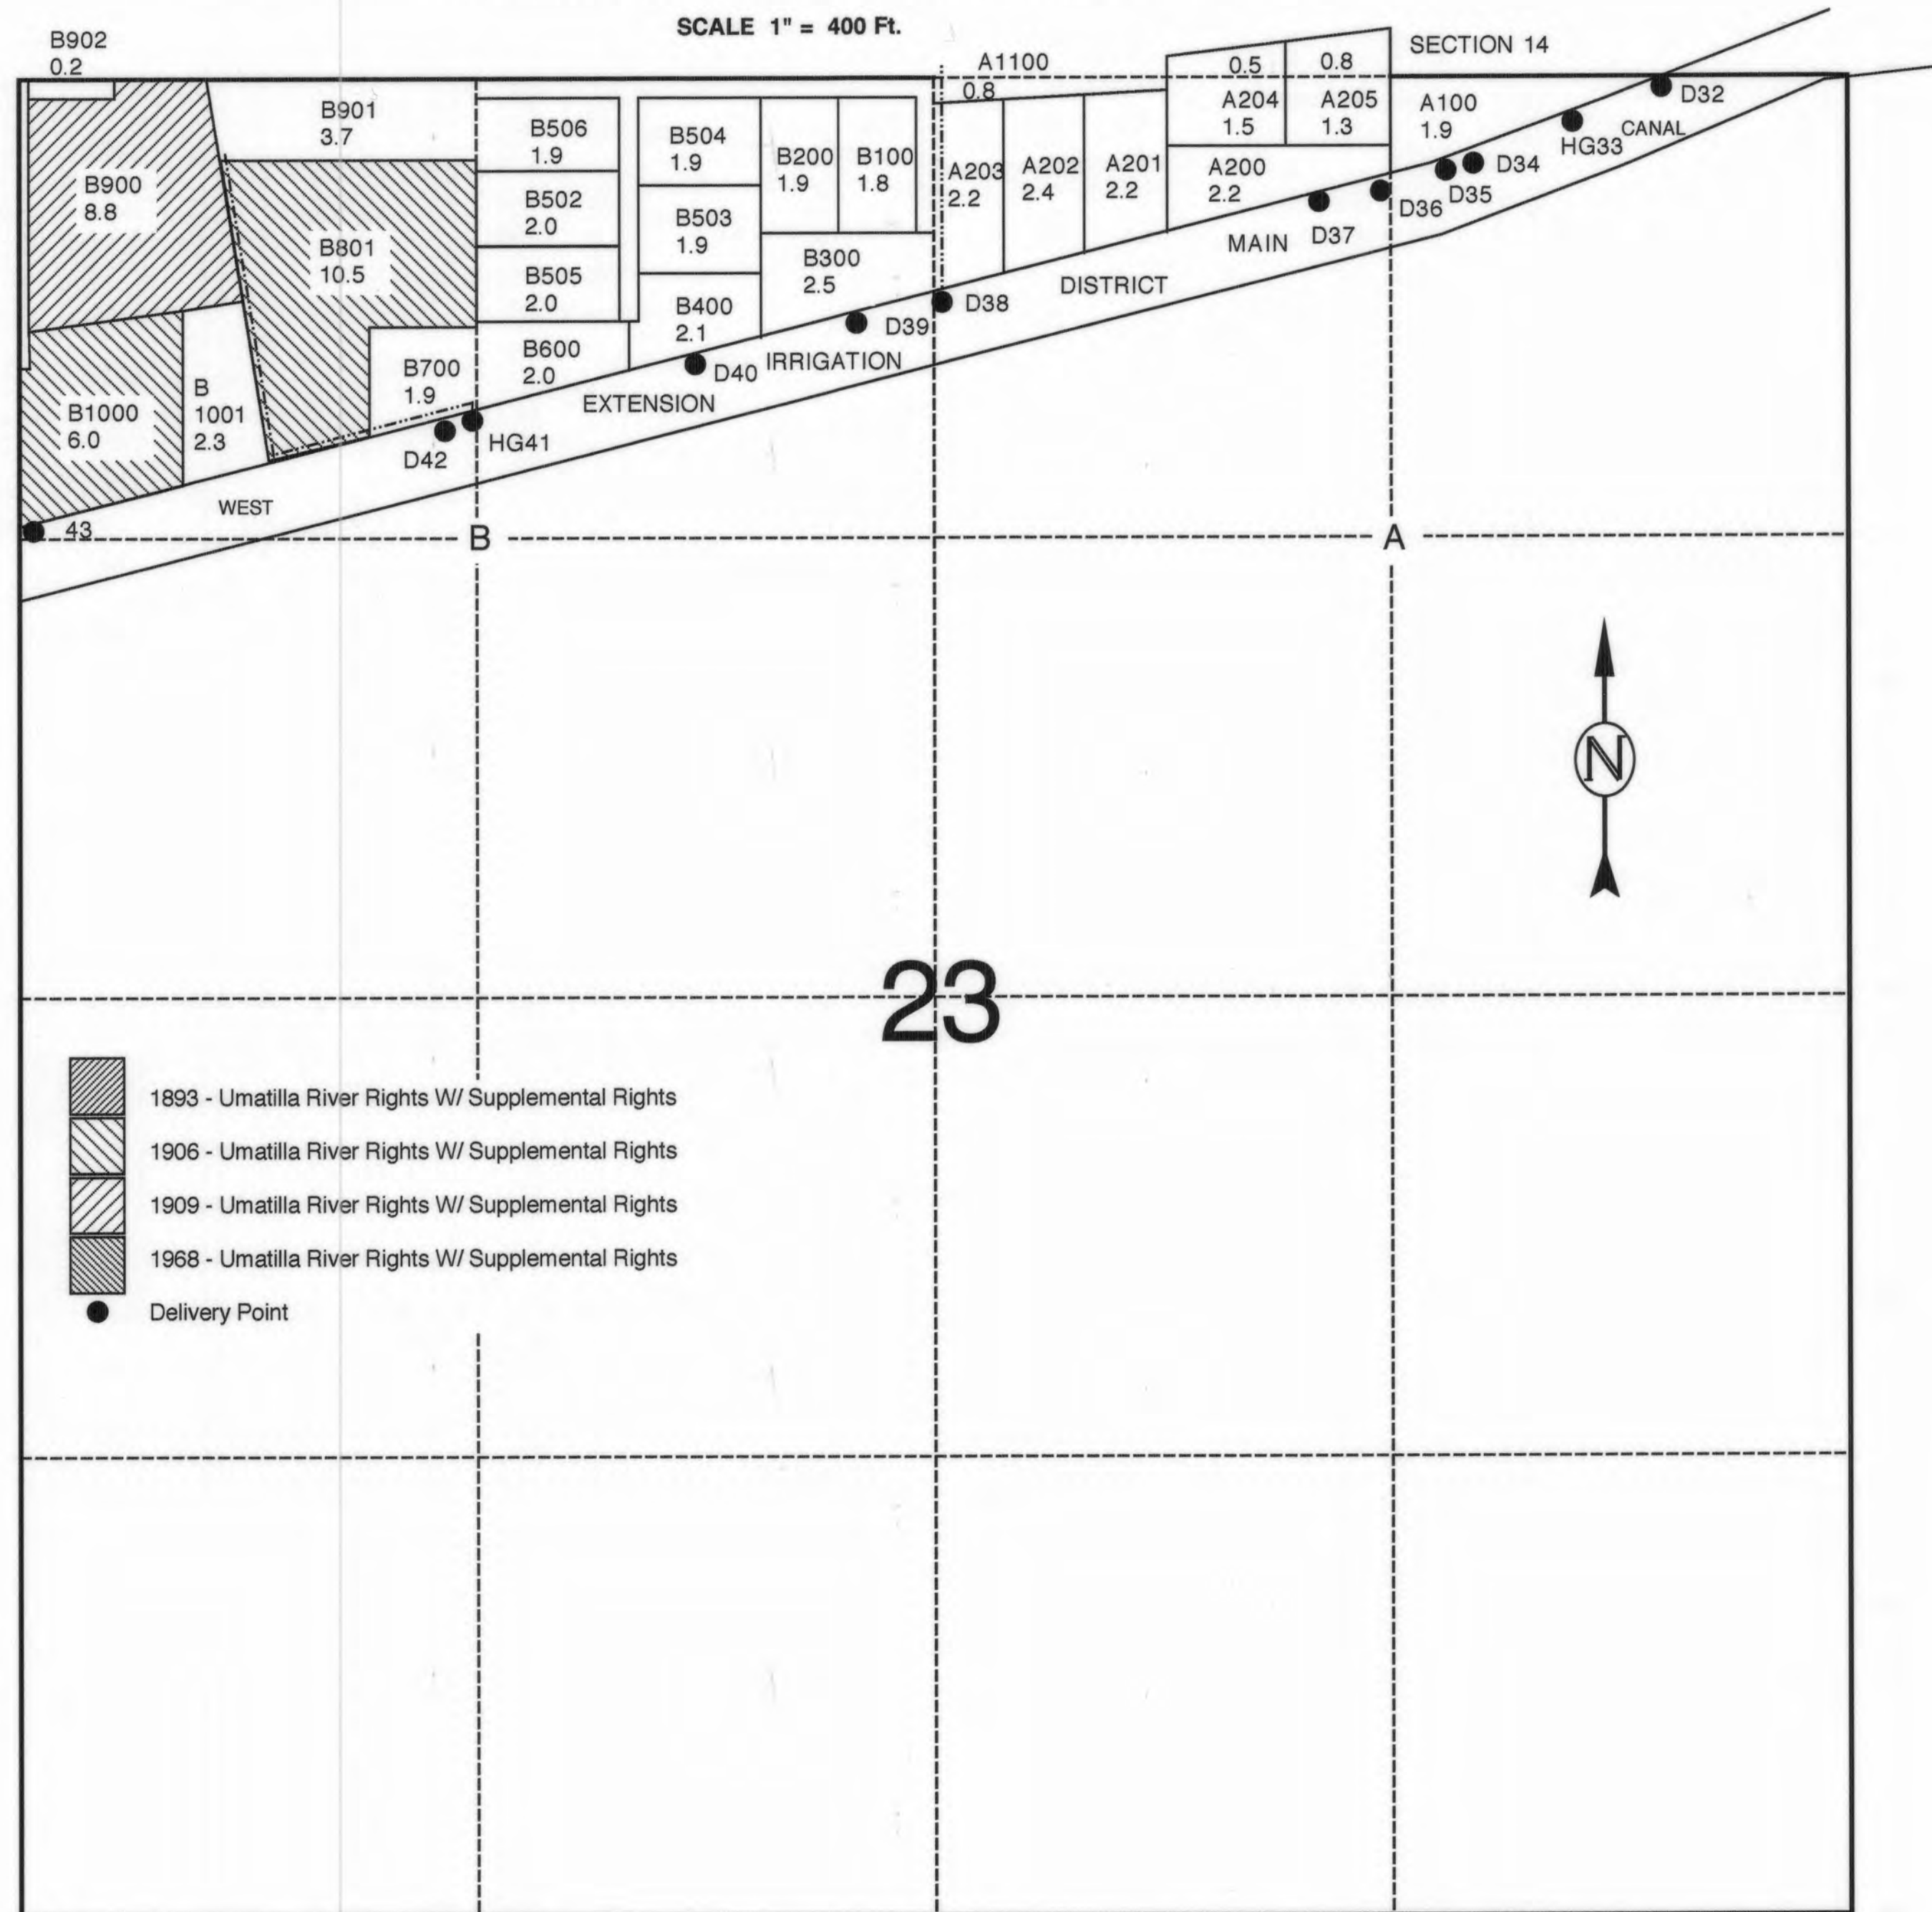 SCALE 1" = 400 Ft.
B902
0.2
A1100
0.8
0.5
0.8
SECTION 14
B901
3.7
B900
8.8
B801
10.5
B506
1.9
B502
2.0
B505
2.0
B504
1.9
B503
1.9
B400
2.1
B200
1.9
B100
1.8
B300
2.5
A203
2.2
A202
2.4
A201
2.2
A204
1.5
A205
1.3
A200
2.2
A100
1.9
D32
HG33
CANAL
D34
D35
D36
D37
MAIN
DISTRICT
D38
D39
IRRIGATION
D40
EXTENSION
B600
2.0
B700
1.9
HG41
D42
B1000
6.0
B
1001
2.3
WEST
43
B
A
N
23
1893 - Umatilla River Rights W/ Supplemental Rights
1906 - Umatilla River Rights W/ Supplemental Rights
1909 - Umatilla River Rights W/ Supplemental Rights
1968 - Umatilla River Rights W/ Supplemental Rights
Delivery Point